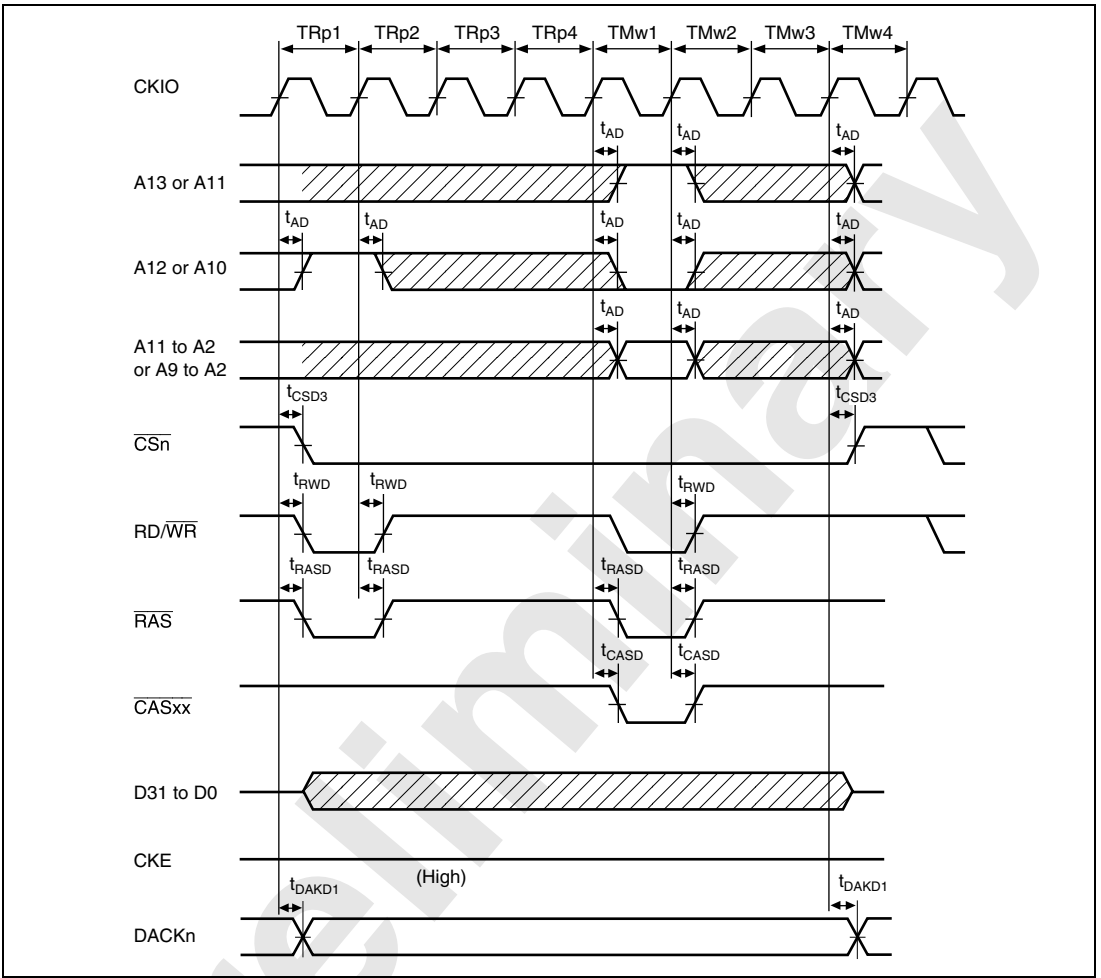 TRp1 TRp2 TRp3 TRp4 TMw1 TMw2 TMw3 TMw4
CKIO
tAD tAD tAD
A13 or A11
tAD tAD tAD tAD tAD
A12 or A10
tAD tAD tAD
A11 to A2
or A9 to A2
tCSD3 tCSD3
CSn
tRWD tRWD tRWD
RD/WR
tRASD tRASD tRASD tRASD
RAS
tCASD tCASD
CASxx
D31 to D0
CKE
(High)
tDAKD1 tDAKD1
DACKn
eliminary